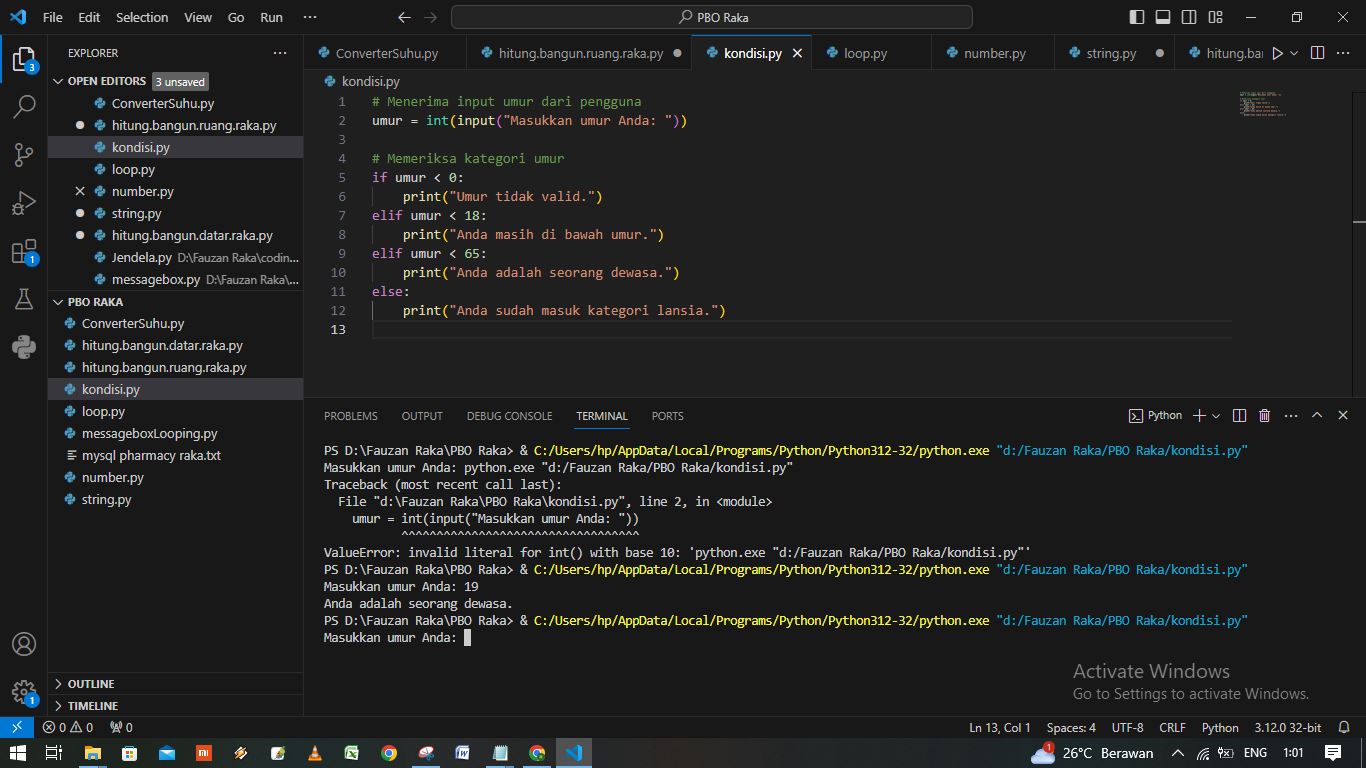 File Edit Selection View Go Run ··· PBO Raka
EXPLORER ···
OPEN EDITORS 3 unsaved
ConverterSuhu.py
hitung.bangun.ruang.raka.py
kondisi.py
loop.py
number.py
string.py
hitung.bangun.datar.raka.py
Jendela.py D:\Fauzan Raka\codin...
messagebox.py D:\Fauzan Raka\...
PBO RAKA
ConverterSuhu.py
hitung.bangun.datar.raka.py
hitung.bangun.ruang.raka.py
kondisi.py
loop.py
messageboxLooping.py
mysql pharmacy raka.txt
number.py
string.py
OUTLINE
TIMELINE
3
1
1
ConverterSuhu.py hitung.bangun.ruang.raka.py kondisi.py loop.py number.py string.py hitung.bai
kondisi.py
1 # Menerima input umur dari pengguna
2 umur = int(input("Masukkan umur Anda: "))
3
4 # Memeriksa kategori umur
5 if umur < 0:
6 print("Umur tidak valid.")
7 elif umur < 18:
8 print("Anda masih di bawah umur.")
9 elif umur < 65:
10 print("Anda adalah seorang dewasa.")
11 else:
12 print("Anda sudah masuk kategori lansia.")
13
PROBLEMS OUTPUT DEBUG CONSOLE TERMINAL PORTS Python
PS D:\Fauzan Raka\PBO Raka> & C:/Users/hp/AppData/Local/Programs/Python/Python312-32/python.exe "d:/Fauzan Raka/PBO Raka/kondisi.py"
Masukkan umur Anda: python.exe "d:/Fauzan Raka/PBO Raka/kondisi.py"
Traceback (most recent call last):
File "d:\Fauzan Raka\PBO Raka\kondisi.py", line 2, in <module>
umur = int(input("Masukkan umur Anda: "))
^^^^^^^^^^^^^^^^^^^^^^^^^^^^^^^^^^
ValueError: invalid literal for int() with base 10: 'python.exe "d:/Fauzan Raka/PBO Raka/kondisi.py"'
PS D:\Fauzan Raka\PBO Raka> & C:/Users/hp/AppData/Local/Programs/Python/Python312-32/python.exe "d:/Fauzan Raka/PBO Raka/kondisi.py"
Masukkan umur Anda: 19
Anda adalah seorang dewasa.
PS D:\Fauzan Raka\PBO Raka> & C:/Users/hp/AppData/Local/Programs/Python/Python312-32/python.exe "d:/Fauzan Raka/PBO Raka/kondisi.py"
Masukkan umur Anda:
Activate Windows
Go to Settings to activate Windows.
0 0 0 Ln 13, Col 1 Spaces: 4 UTF-8 CRLF Python 3.12.0 32-bit
1 26°C Berawan ENG 1:01